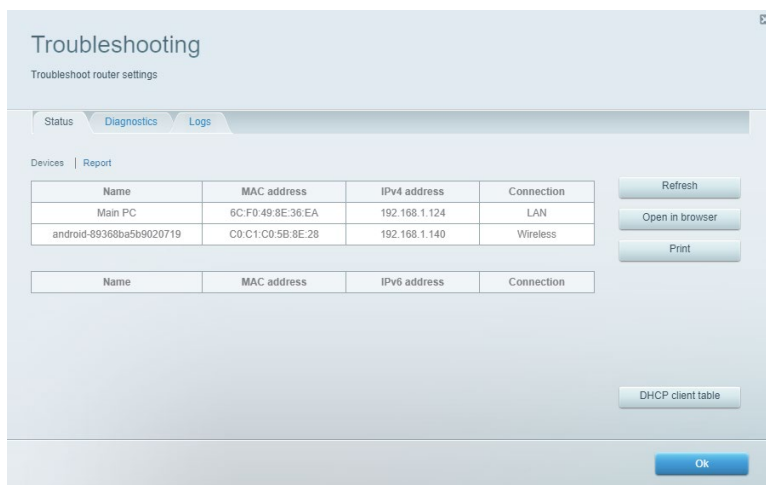 Troubleshooting
Troubleshoot router settings
Status Diagnostics Logs
Devices | Report
Name MAC address IPv4 address Connection
Main PC 6C:F0:49:8E:36:EA 192.168.1.124 LAN
android-89368ba5b9020719 C0:C1:C0:5B:8E:28 192.168.1.140 Wireless
Name MAC address IPv6 address Connection
Refresh
Open in browser
Print
DHCP client table
Ok